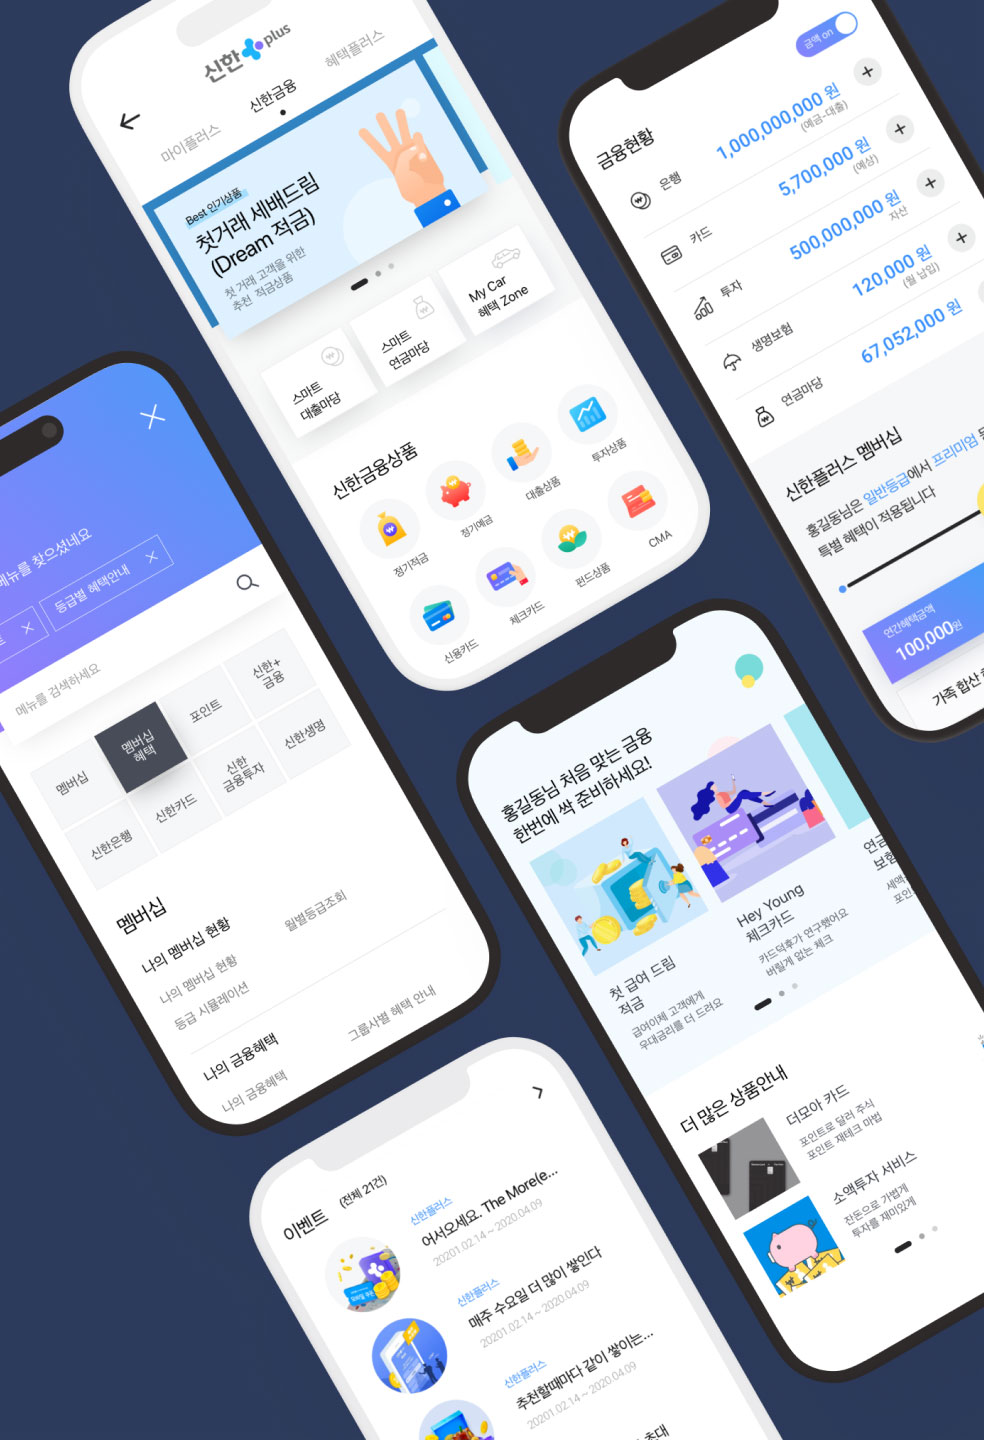 신한 plus
마이플러스
신한금융
혜택플러스
Best 인기상품
첫거래 세배드림
(Dream 적금)
첫 거래 고객을 위한
추천 적금상품
스마트
대출마당
스마트
연금마당
My Car
혜택 Zone
신한금융상품
정기적금
정기예금
대출상품
투자상품
신용카드
체크카드
펀드상품
CMA
금액 on
금융현황
은행
1,000,000,000 원
(예금-대출)
카드
5,700,000 원
(예상)
투자
500,000,000 원
자산
생명보험
120,000 원
(월 납입)
연금마당
67,052,000 원
신한플러스 멤버십
홍길동님은 일반등급에서 프리미엄
특별 혜택이 적용됩니다
연간혜택금액
100,000원
가족 합산
메뉴를 찾으셨네요
등급별 혜택안내
메뉴를 검색하세요
멤버십
멤버십
혜택
포인트
신한+
금융
신한은행
신한카드
신한
금융투자
신한생명
멤버십
나의 멤버십 현황
나의 멤버십 현황
월별등급조회
등급 시뮬레이션
나의 금융혜택
나의 금융혜택
그룹사별 혜택 안내
홍길동님 처음 맞는 금융
한번에 싹 준비하세요!
첫 급여 드림
적금
급여이체 고객에게
우대금리를 더 드려요
Hey Young
체크카드
카드덕후가 연구했어요
버릴게 없는 체크
연금
보험
세액
포인
더 많은 상품안내
더모아 카드
포인트로 달러 주식
포인트 재테크 마법
소액투자 서비스
잔돈으로 가볍게
투자를 재미있게
이벤트
(전체 21건)
신한플러스
어서오세요. The More(e...
20201.02.14 ~ 2020.04.09
신한플러스
매주 수요일 더 많이 쌓인다
20201.02.14 ~ 2020.04.09
신한플러스
추천할때마다 같이 쌓이는...
20201.02.14 ~ 2020.04.09
초대